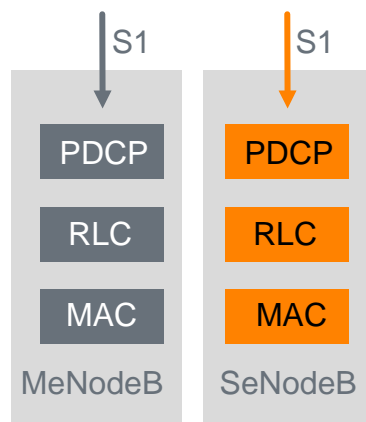 S1
PDCP
RLC
MAC
MeNodeB
S1
PDCP
RLC
MAC
SeNodeB